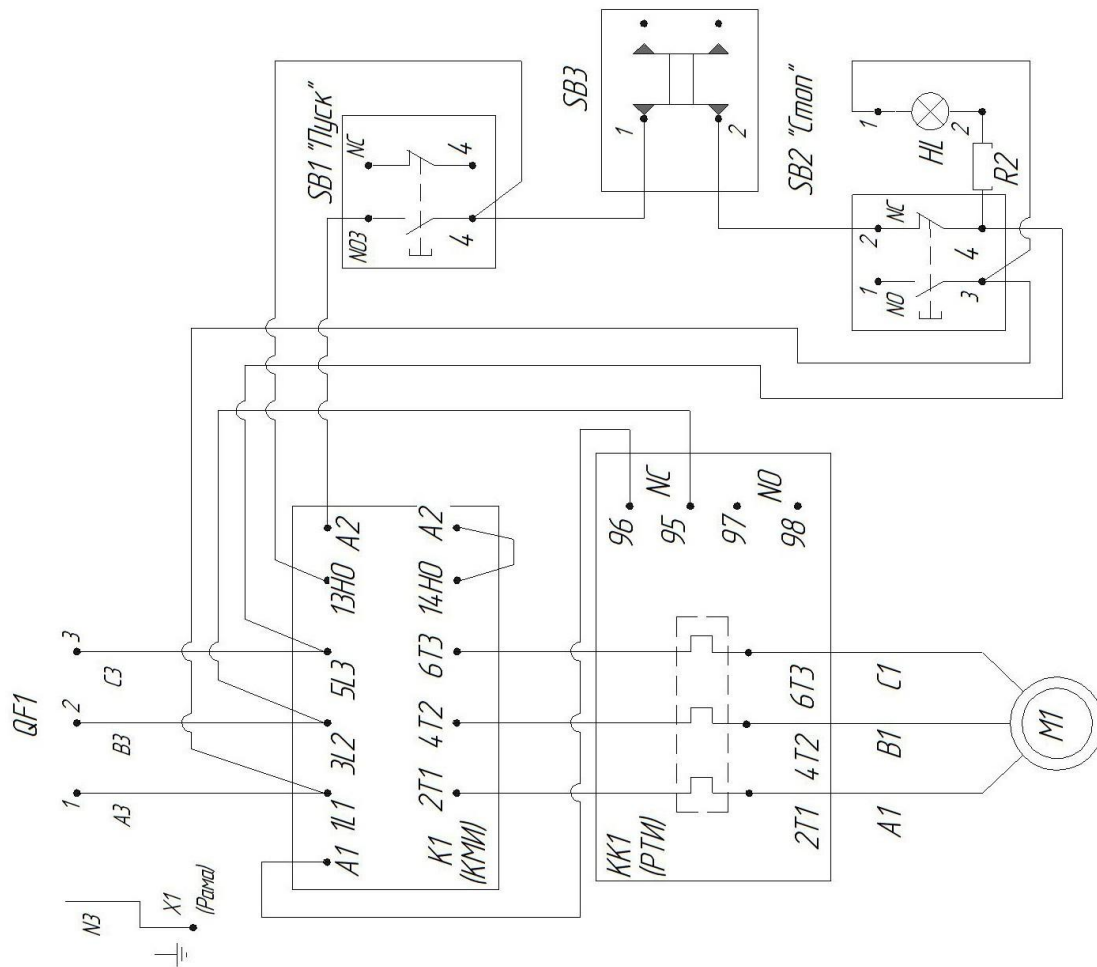 QF1
1
2
3
A3
B3
C3
N3
X1
(Рама)
A1
1L1
3L2
5L3
13НО
A2
2T1
4T2
6T3
14НО
A2
K1
(КМИ)
SB1 "Пуск"
NO3
NC
4
4
SB3
1
2
SB2 "Стоп"
1
2
NO
NC
3
4
1
2
HL
R2
KK1
(РТИ)
96
95
NC
97
98
NO
2T1
4T2
6T3
A1
B1
C1
M1